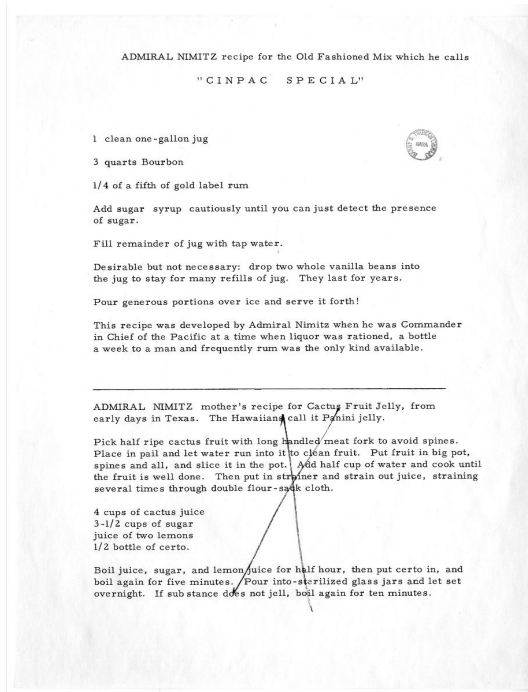 ADMIRAL NIMITZ recipe for the Old Fashioned Mix which he calls
"CINPAC SPECIAL"
1 clean one-gallon jug
3 quarts Bourbon
1/4 of a fifth of gold label rum
Add sugar syrup cautiously until you can just detect the presence
of sugar.
Fill remainder of jug with tap water.
Desirable but not necessary: drop two whole vanilla beans into
the jug to stay for many refills of jug. They last for years.
Pour generous portions over ice and serve it forth!
This recipe was developed by Admiral Nimitz when he was Commander
in Chief of the Pacific at a time when liquor was rationed, a bottle
a week to a man and frequently rum was the only kind available.
ADMIRAL NIMITZ mother's recipe for Cactus Fruit Jelly, from
early days in Texas. The Hawaiians call it Panini jelly.
Pick half ripe cactus fruit with long handled meat fork to avoid spines.
Place in pail and let water run into it to clean fruit. Put fruit in big pot,
spines and all, and slice it in the pot. Add half cup of water and cook until
the fruit is well done. Then put in strainer and strain out juice, straining
several times through double flour-sack cloth.
4 cups of cactus juice
3-1/2 cups of sugar
juice of two lemons
1/2 bottle of certo.
Boil juice, sugar, and lemon juice for half hour, then put certo in, and
boil again for five minutes. Pour into-sterilized glass jars and let set
overnight. If sub stance does not jell, boil again for ten minutes.